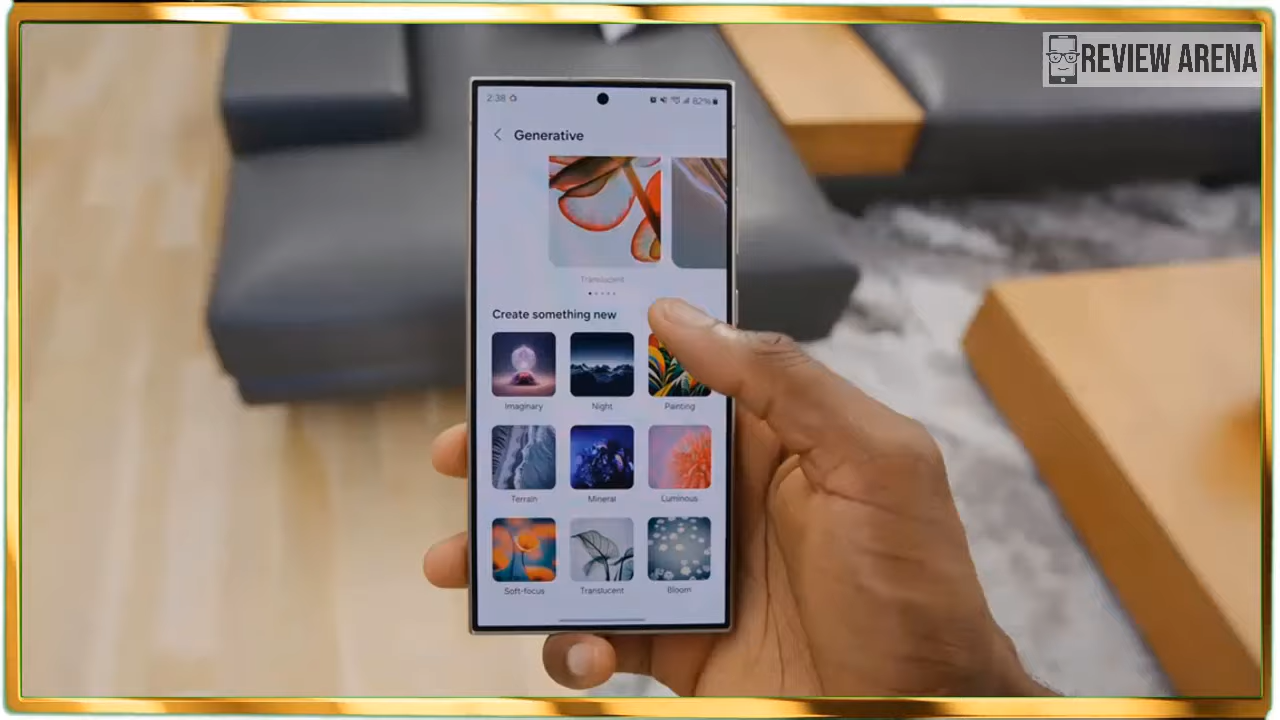 REVIEW ARENA
2:38
82%
Generative
Translucent
Create something new
Imaginary
Night
Painting
Terrain
Mineral
Luminous
Soft-focus
Translucent
Bloom